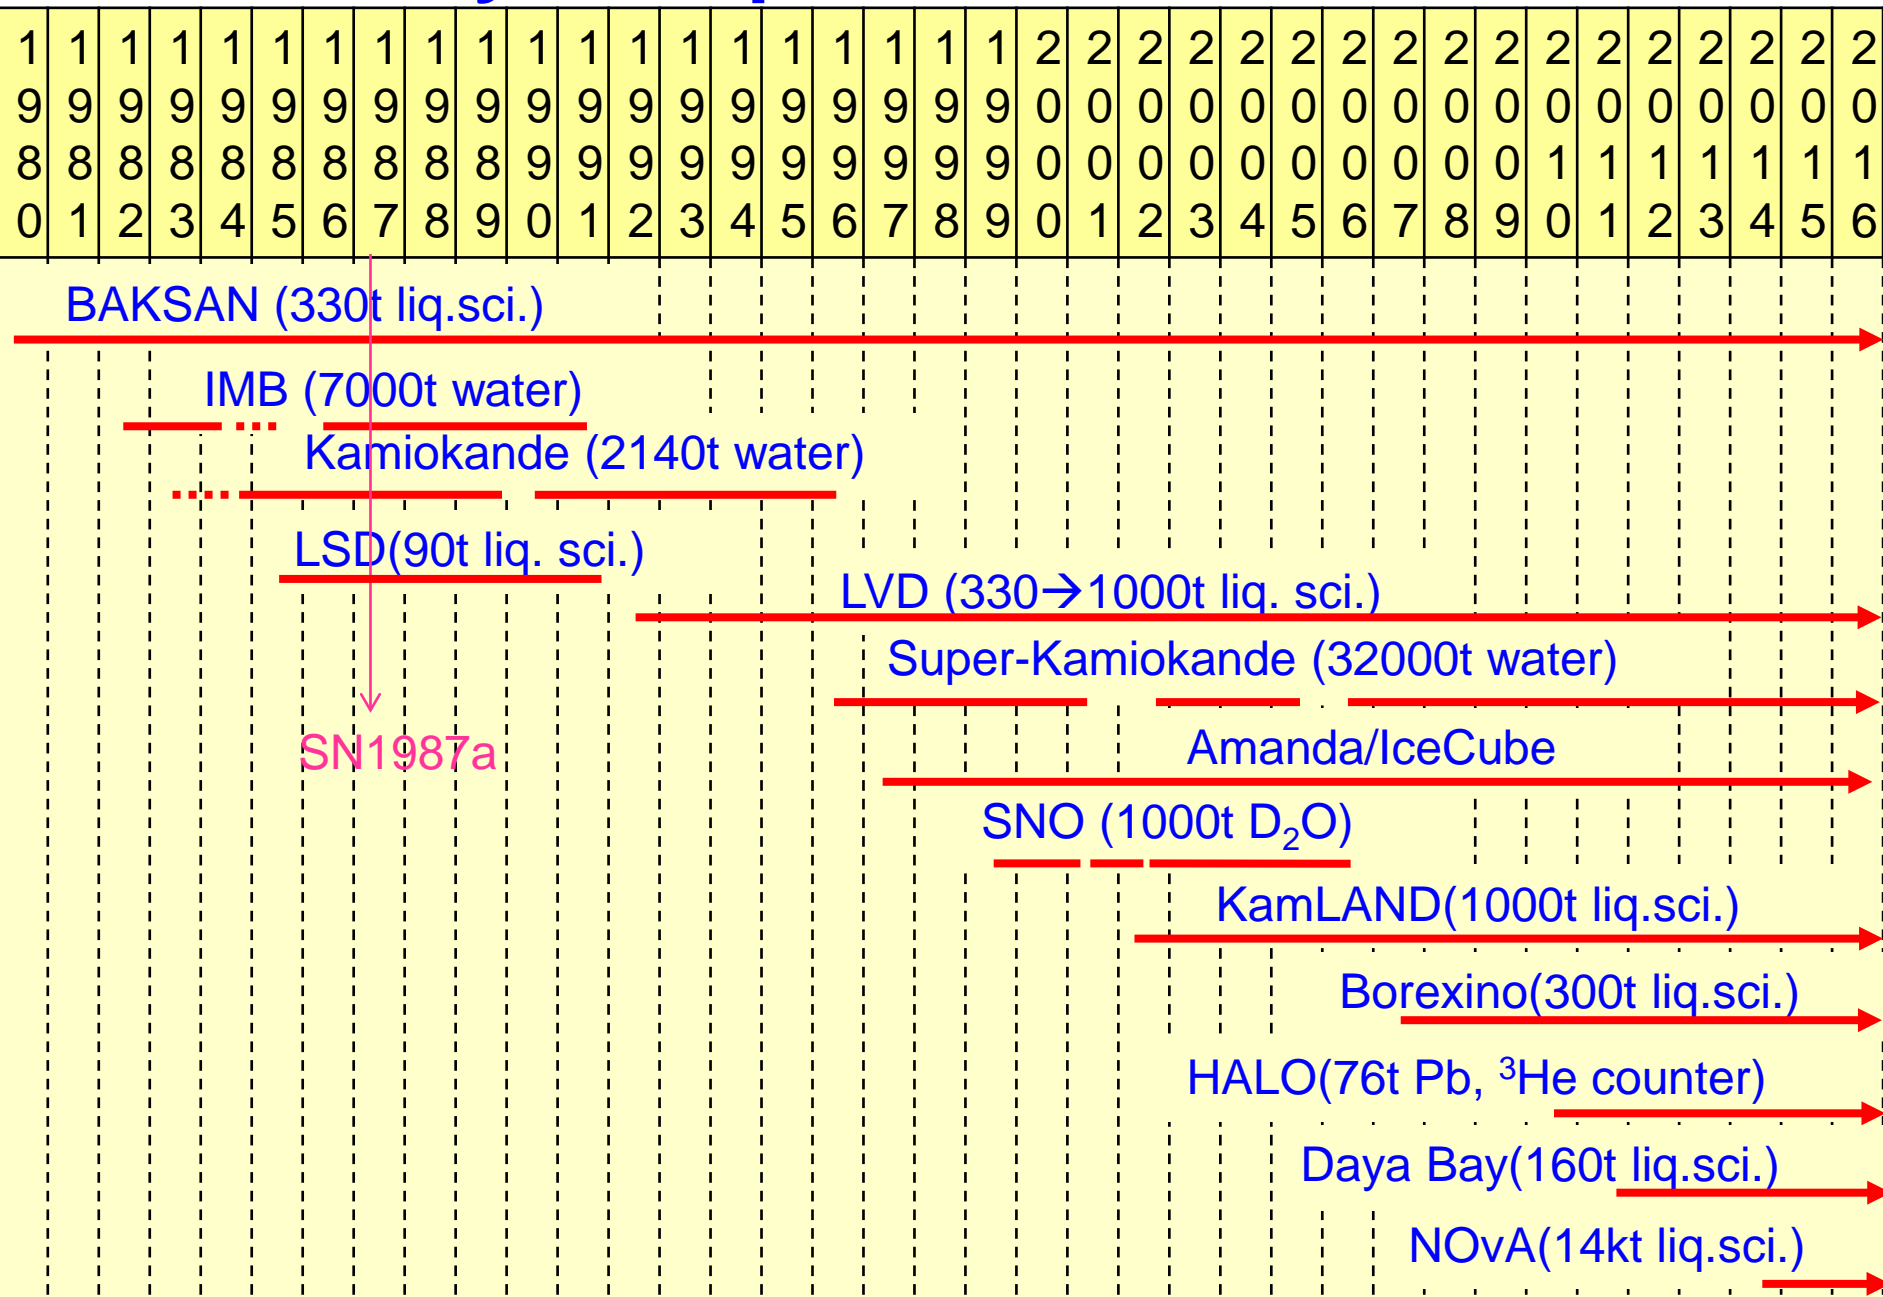 1980 1981 1982 1983 1984 1985 1986 1987 1988 1989 1990 1991 1992 1993 1994 1995 1996 1997 1998 1999 2000 2001 2002 2003 2004 2005 2006 2007 2008 2009 2010 2011 2012 2013 2014 2015 2016
BAKSAN (330t liq.sci.)
IMB (7000t water)
Kamiokande (2140t water)
LSD(90t liq. sci.)
LVD (330→1000t liq. sci.)
Super-Kamiokande (32000t water)
SN1987a
Amanda/IceCube
SNO (1000t D₂O)
KamLAND(1000t liq.sci.)
Borexino(300t liq.sci.)
HALO(76t Pb, ³He counter)
Daya Bay(160t liq.sci.)
NOvA(14kt liq.sci.)